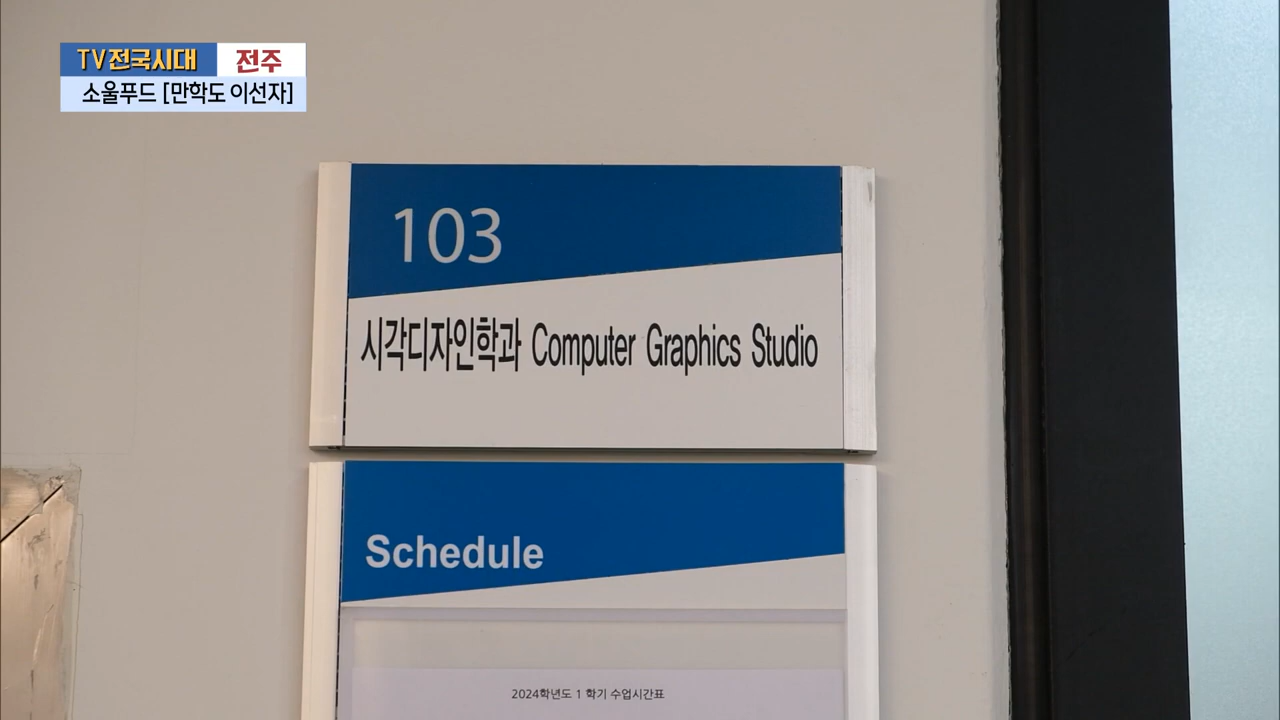 TV전국시대 전주
소울푸드 [만학도 이선자]
103
시각디자인학과 Computer Graphics Studio
Schedule
2024학년도 1 학기 수업시간표